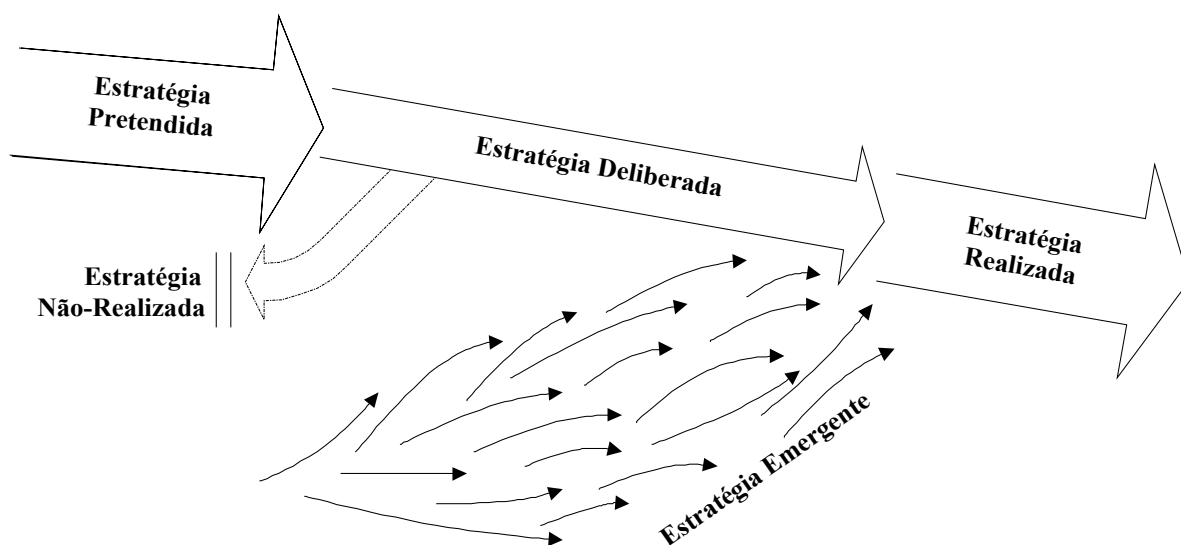 Estratégia
Pretendida
Estratégia Deliberada
Estratégia
Realizada
Estratégia
Não-Realizada
Estratégia Emergente